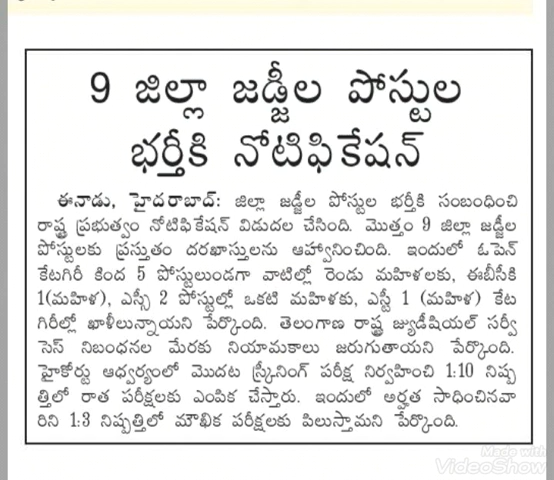 9 జిల్లా జడ్జీల పోస్టుల
భర్తీకి నోటిఫికేషన్
ఈనాడు, హైదరాబాద్: జిల్లా జడ్జీల పోస్టుల భర్తీకి సంబంధించి
రాష్ట్ర ప్రభుత్వం నోటిఫికేషన్ విడుదల చేసింది. మొత్తం 9 జిల్లా జడ్జీల
పోస్టులకు ప్రస్తుతం దరఖాస్తులను ఆహ్వానించింది. ఇందులో ఓపెన్
కేటగిరీ కింద 5 పోస్టులుండగా వాటిల్లో రెండు మహిళలకు, ఈబీసీకి
1(మహిళ), ఎస్సీ 2 పోస్టుల్లో ఒకటి మహిళకు, ఎస్టీ 1 (మహిళ) కేట
గిరీల్లో ఖాళీలున్నాయని పేర్కొంది. తెలంగాణ రాష్ట్ర జ్యుడీషియల్ సర్వీ
సెస్ నిబంధనల మేరకు నియామకాలు జరుగుతాయని పేర్కొంది.
హైకోర్టు ఆధ్వర్యంలో మొదట స్క్రీనింగ్ పరీక్ష నిర్వహించి 1:10 నిష్ప
త్తిలో రాత పరీక్షలకు ఎంపిక చేస్తారు. ఇందులో అర్హత సాధించినవా
రిని 1:3 నిష్పత్తిలో మౌఖిక పరీక్షలకు పిలుస్తామని పేర్కొంది.
Made with
VideoShow